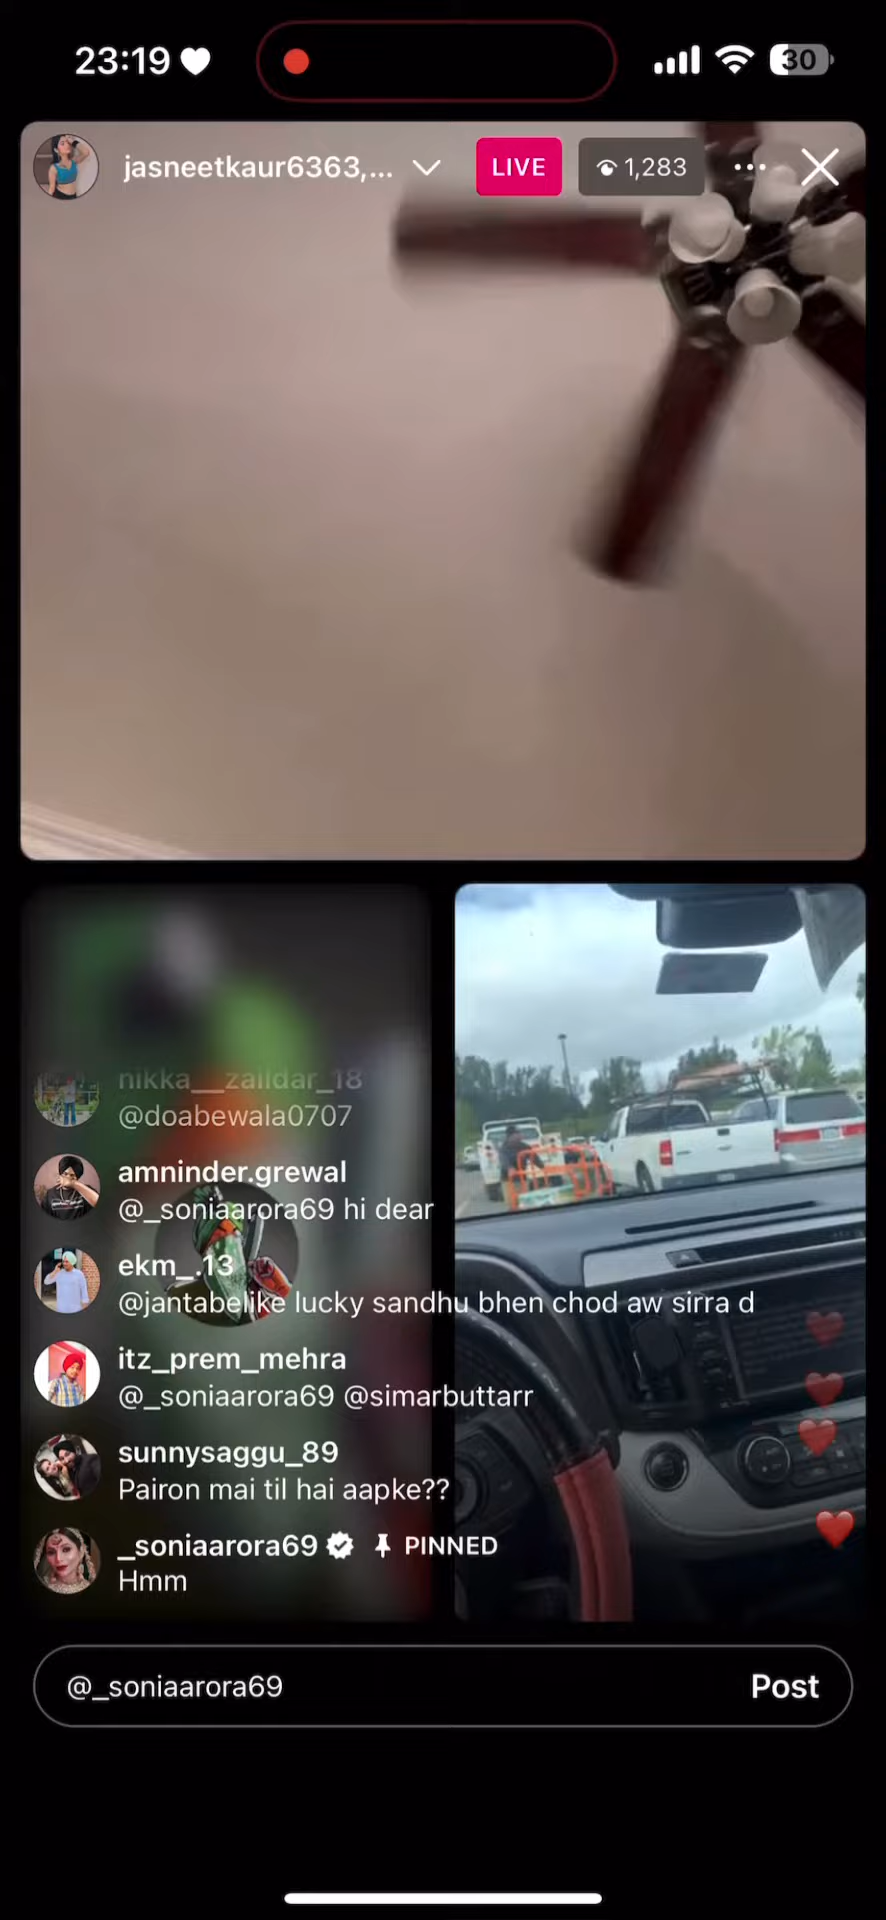 23:19
30
jasneetkaur6363,...
LIVE
1,283
nikka__zaildar_18
@doabewala0707
amninder.grewal
@_soniaarora69 hi dear
ekm_.13
@jantabelike lucky sandhu bhen chod aw sirra d
itz_prem_mehra
@_soniaarora69 @simarbuttarr
sunnysaggu_89
Pairon mai til hai aapke??
_soniaarora69 PINNED
Hmm
@_soniaarora69
Post